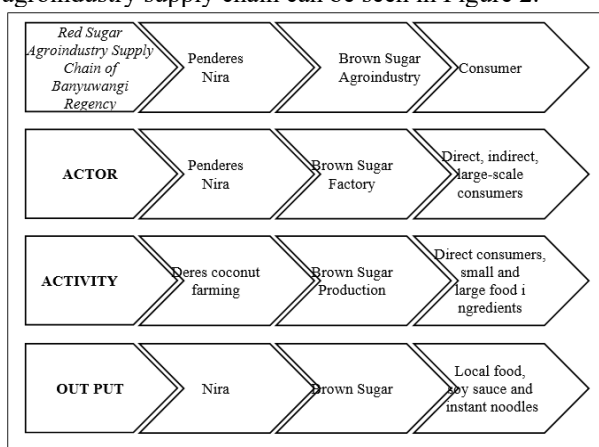 agroindustry supply chain can be seen in Figure 2.
Red Sugar
Agroindustry Supply
Chain of
Banyuwangi
Regency
Penderes
Nira
Brown Sugar
Agroindustry
Consumer
ACTOR
Penderes
Nira
Brown Sugar
Factory
Direct, indirect,
large-scale
consumers
ACTIVITY
Deres coconut
farming
Brown Sugar
Production
Direct consumers,
small and
large food i
ngredients
OUT PUT
Nira
Brown Sugar
Local food,
soy sauce and
instant noodles